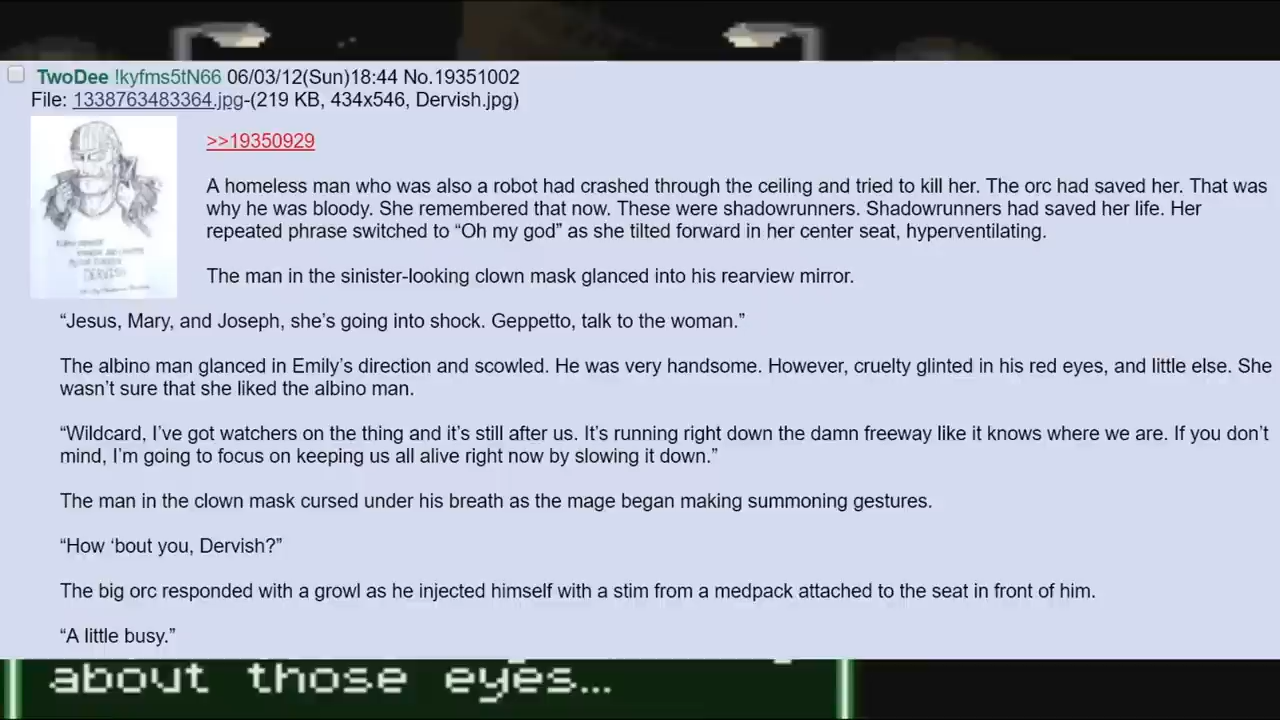 TwoDee !kyfms5tN66 06/03/12(Sun)18:44 No.19351002
File: 1338763483364.jpg-(219 KB, 434x546, Dervish.jpg)
>>19350929
A homeless man who was also a robot had crashed through the ceiling and tried to kill her. The orc had saved her. That was
why he was bloody. She remembered that now. These were shadowrunners. Shadowrunners had saved her life. Her
repeated phrase switched to “Oh my god” as she tilted forward in her center seat, hyperventilating.
The man in the sinister-looking clown mask glanced into his rearview mirror.
“Jesus, Mary, and Joseph, she’s going into shock. Geppetto, talk to the woman.”
The albino man glanced in Emily’s direction and scowled. He was very handsome. However, cruelty glinted in his red eyes, and little else. She
wasn’t sure that she liked the albino man.
“Wildcard, I’ve got watchers on the thing and it’s still after us. It’s running right down the damn freeway like it knows where we are. If you don’t
mind, I’m going to focus on keeping us all alive right now by slowing it down.”
The man in the clown mask cursed under his breath as the mage began making summoning gestures.
“How ‘bout you, Dervish?”
The big orc responded with a growl as he injected himself with a stim from a medpack attached to the seat in front of him.
“A little busy.”
about those eyes...